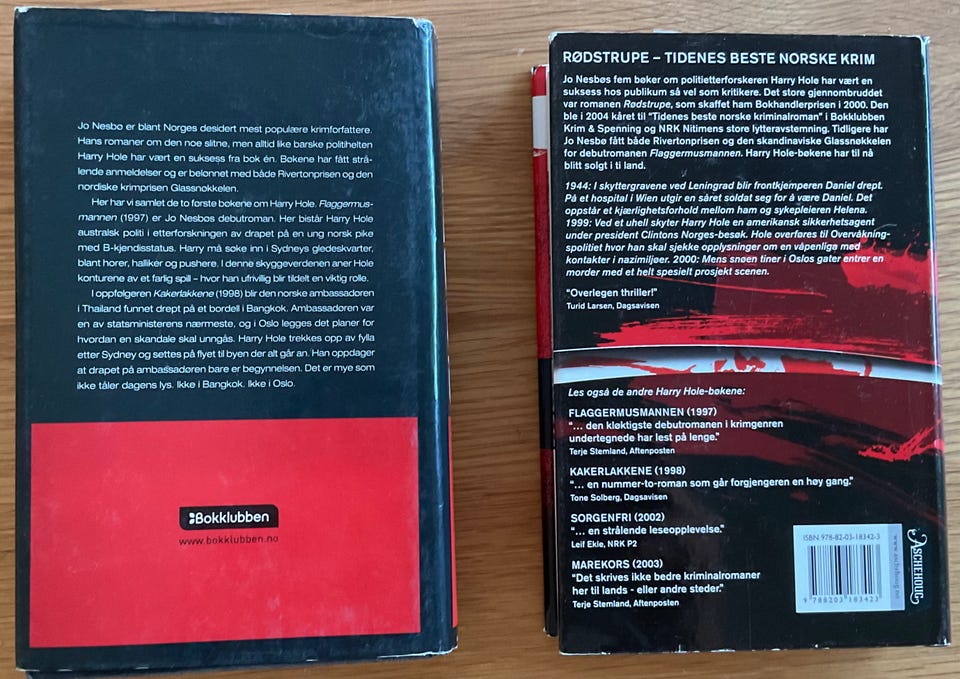 Jo Nesbø er blant Norges desidert mest populære krimforfattere.
Hans romaner om den noe slitne, men alltid like barske politihelten
Harry Hole har vært en suksess fra bok én. Bøkene har fått strå-
lende anmeldelser og er belønnet med både Rivertonprisen og den
nordiske krimprisen Glassnøkkelen.
Her har vi samlet de to første bøkene om Harry Hole. Flaggermus-
mannen (1997) er Jo Nesbøs debutroman. Her bistår Harry Hole
australsk politi i etterforskningen av drapet på en ung norsk pike
med B-kjendisstatus. Harry må søke inn i Sydneys gledeskvarter,
blant horer, halliker og pushere. I denne skyggeverdenen aner Hole
konturene av et farlig spill – hvor han ufrivillig blir tildelt en viktig rolle.
I oppfølgeren Kakerlakkene (1998) blir den norske ambassadøren
i Thailand funnet drept på et bordell i Bangkok. Ambassadøren var
en av statsministerens nærmeste, og i Oslo legges det planer for
hvordan en skandale skal unngås. Harry Hole trekkes opp av fylla
etter Sydney og settes på flyet til byen der alt går an. Han oppdager
at drapet på ambassadøren bare er begynnelsen. Det er mye som
ikke tåler dagens lys. Ikke i Bangkok. Ikke i Oslo.
Bokklubben
www.bokklubben.no
RØDSTRUPE – TIDENES BESTE NORSKE KRIM
Jo Nesbøs fem bøker om politietterforskeren Harry Hole har vært en
suksess hos publikum så vel som kritikere. Det store gjennombruddet
var romanen Rødstrupe, som skaffet ham Bokhandlerprisen i 2000. Den
ble i 2004 kåret til "Tidenes beste norske kriminalroman" i Bokklubben
Krim & Spenning og NRK Nitimens store lytteravstemning. Tidligere har
Jo Nesbø fått både Rivertonprisen og den skandinaviske Glassnøkkelen
for debutromanen Flaggermusmannen. Harry Hole-bøkene har til nå
blitt solgt i ti land.
1944: I skyttergravene ved Leningrad blir frontkjemperen Daniel drept.
På et hospital i Wien utgir en såret soldat seg for å være Daniel. Det
oppstår et kjærlighetsforhold mellom ham og sykepleieren Helena.
1999: Ved et uhell skyter Harry Hole en amerikansk sikkerhetsagent
under president Clintons Norges-besøk. Hole overføres til Overvåkning-
spolitiet hvor han skal sjekke opplysninger om en våpenliga med
kontakter i nazimiljøer. 2000: Mens snøen tiner i Oslos gater entrer en
morder med et helt spesielt prosjekt scenen.
"Overlegen thriller!"
Turid Larsen, Dagsavisen
Les også de andre Harry Hole-bøkene:
FLAGGERMUSMANNEN (1997)
"... den kløktigste debutromanen i krimgenren
undertegnede har lest på lenge."
Terje Stemland, Aftenposten
KAKERLAKKENE (1998)
"... en nummer-to-roman som går forgjengeren en høy gang."
Tone Solberg, Dagsavisen
SORGENFRI (2002)
"... en strålende leseopplevelse."
Leif Ekle, NRK P2
MAREKORS (2003)
"Det skrives ikke bedre kriminalromaner
her til lands - eller andre steder."
Terje Stemland, Aftenposten
ISBN 978-82-03-18342-3
9 788203 183423
www.aschehoug.no
ASCHEHOUG